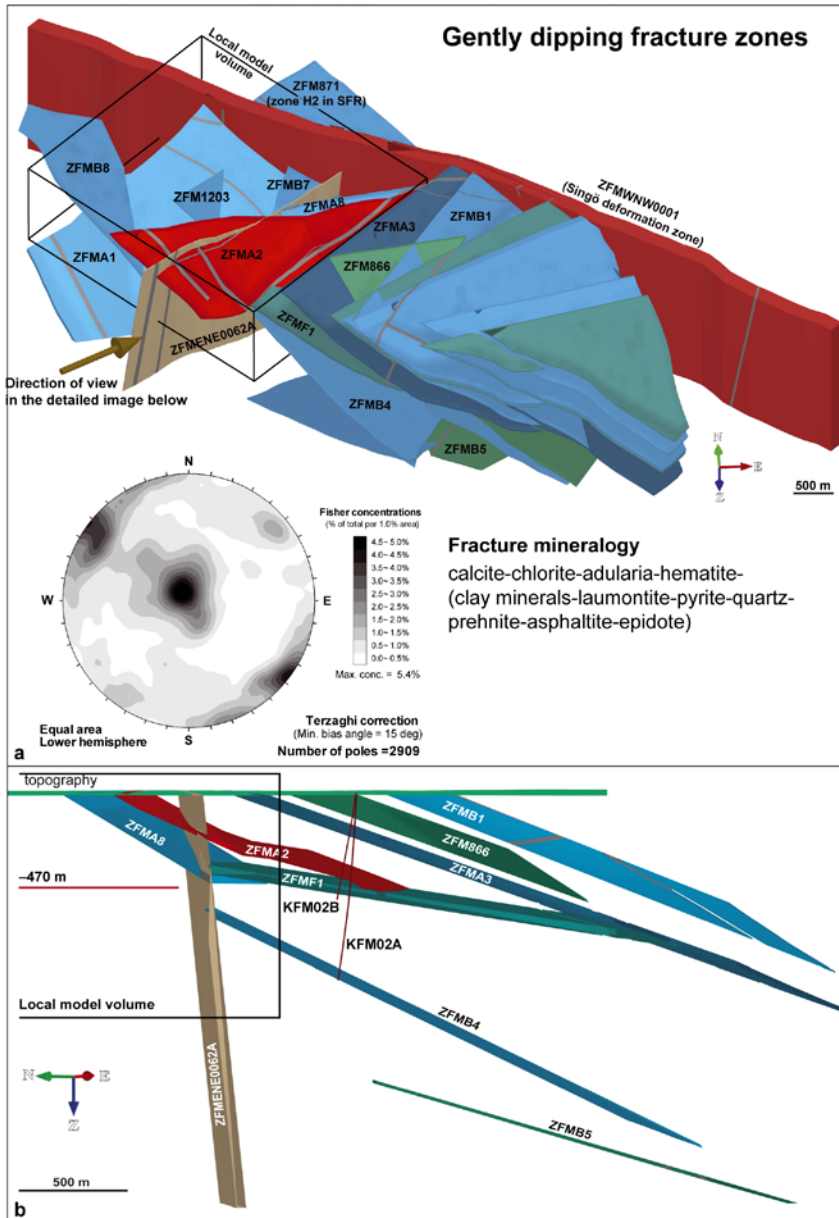 Gently dipping fracture zones
Local model
volume
ZFM871
(zone H2 in SFR)
ZFMB8
ZFM1203
ZFMB7
ZFMA8
ZFMWNW0001
(Singö deformation zone)
ZFMA3
ZFMB1
ZFMA1
ZFMA2
ZFM866
ZFMENE0062A
ZFMF1
Direction of view
in the detailed image below
ZFMB4
ZFMB5
N
E
Z
500 m
N
W
E
S
Fisher concentrations
(% of total per 1.0% area)
4.5~ 5.0%
4.0~ 4.5%
3.5~ 4.0%
3.0~ 3.5%
2.5~ 3.0%
2.0~ 2.5%
1.5~ 2.0%
1.0~ 1.5%
0.5~ 1.0%
0.0~ 0.5%
Max. conc. = 5.4%
Fracture mineralogy
calcite-chlorite-adularia-hematite-
(clay minerals-laumontite-pyrite-quartz-
prehnite-asphaltite-epidote)
Equal area
Lower hemisphere
Terzaghi correction
(Min. bias angle = 15 deg)
Number of poles =2909
a
topography
ZFMA8
ZFMA2
ZFMB1
ZFM866
ZFMA3
–470 m
ZFMF1
KFM02B
KFM02A
Local model volume
ZFMENE0062A
ZFMB4
ZFMB5
N
E
Z
500 m
b